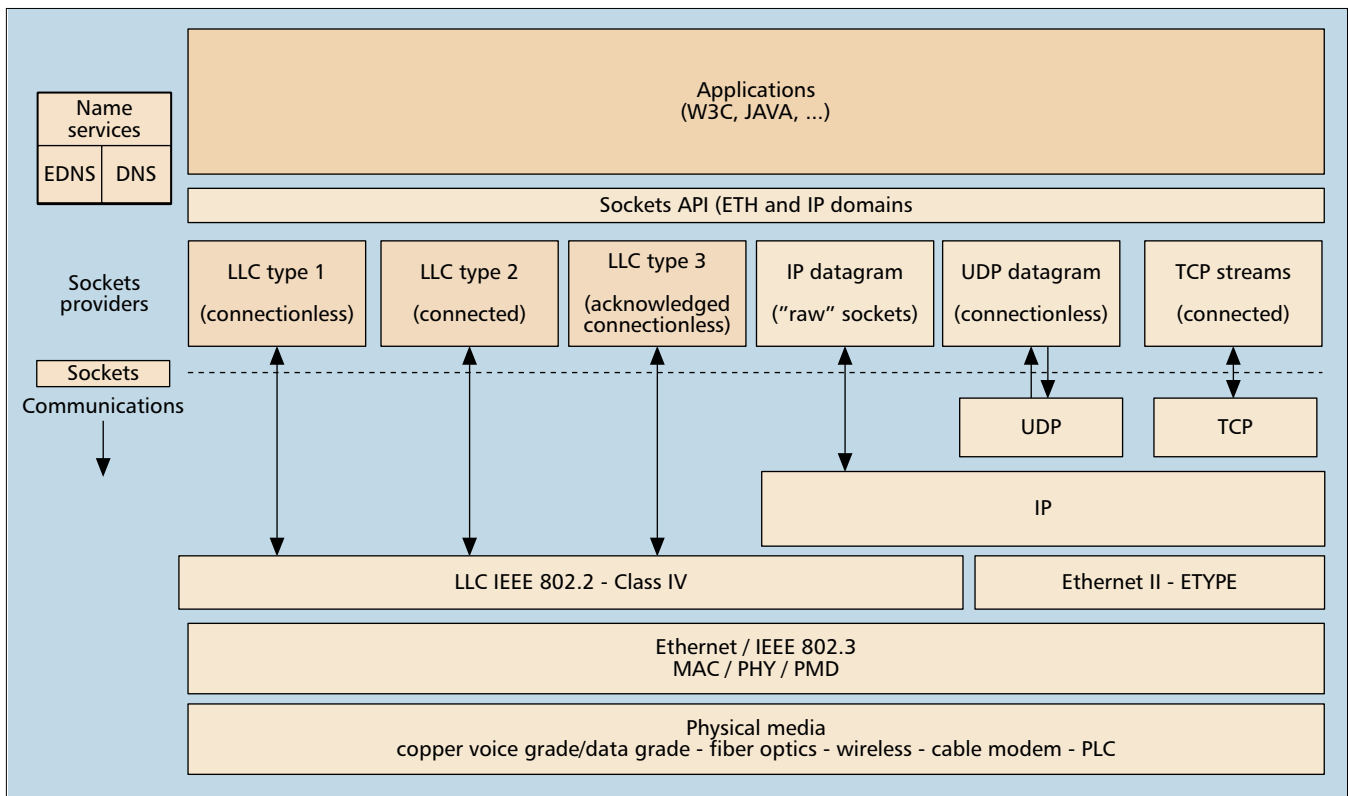 Applications
(W3C, JAVA, ...)
Name
services
EDNS
DNS
Sockets API (ETH and IP domains
Sockets
providers
LLC type 1
(connectionless)
LLC type 2
(connected)
LLC type 3
(acknowledged
connectionless)
IP datagram
(”raw” sockets)
UDP datagram
(connectionless)
TCP streams
(connected)
Sockets
Communications
UDP
TCP
IP
LLC IEEE 802.2 - Class IV
Ethernet II - ETYPE
Ethernet / IEEE 802.3
MAC / PHY / PMD
Physical media
copper voice grade/data grade - fiber optics - wireless - cable modem - PLC